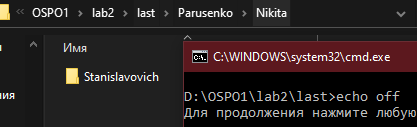 OSPO1 > lab2 > last > Parusenko > Nikita
Имя
Stanislavovich
C:\WINDOWS\system32\cmd.exe
D:\OSPO1\lab2\last>echo off
Для продолжения нажмите любую